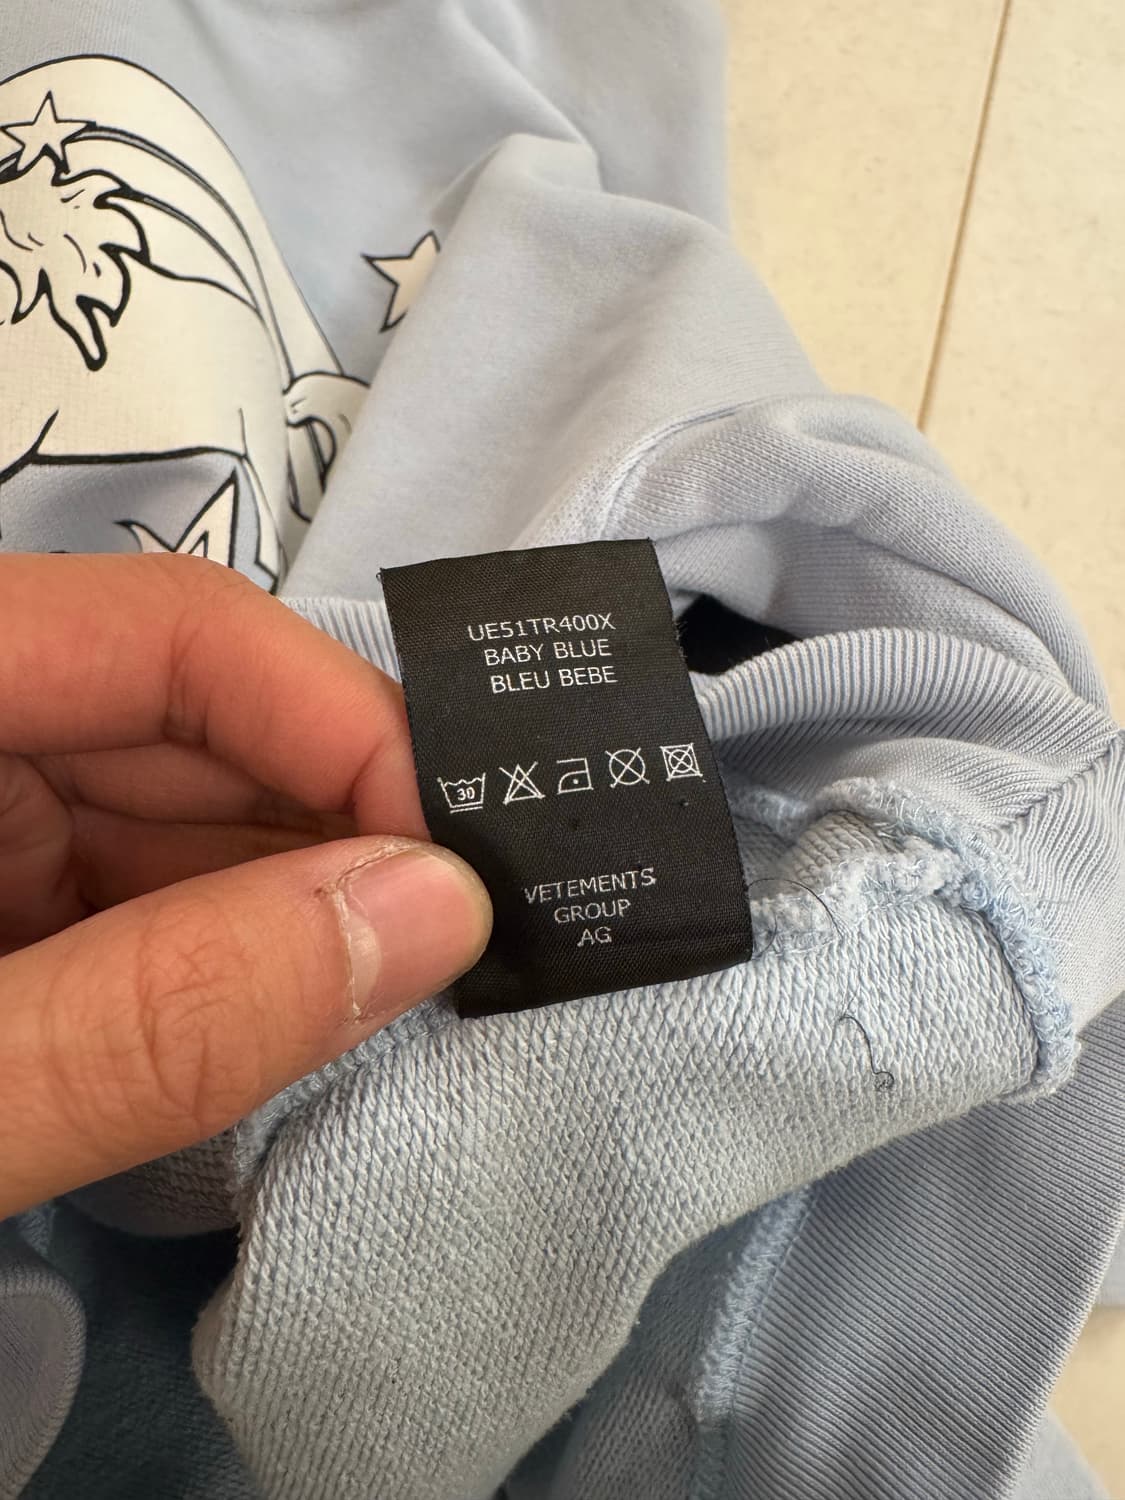 UE51TR400X
BABY BLUE
BLEU BEBE
30
VETEMENTS
GROUP
AG